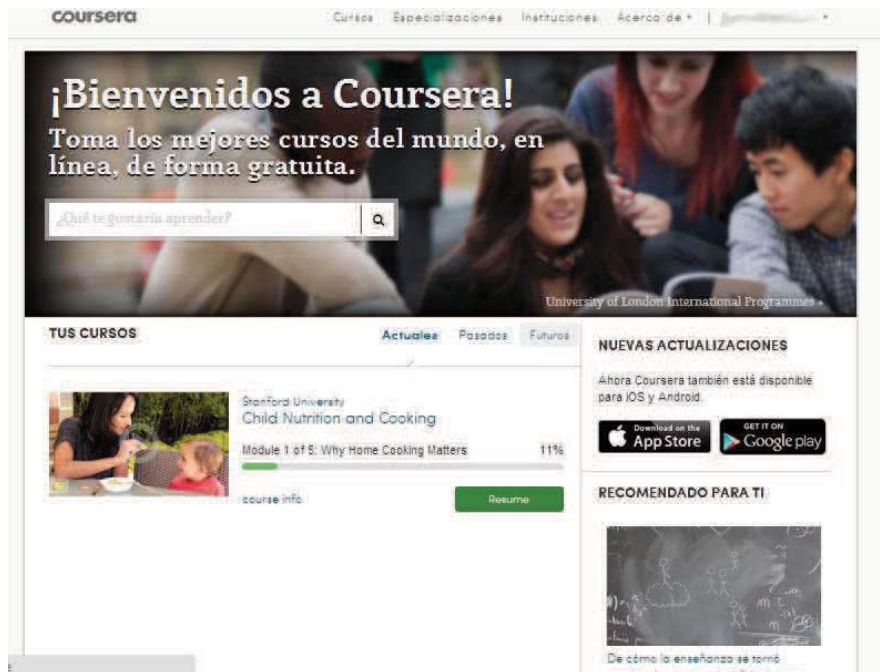 coursera
Cursos Especializaciones Instituciones Acerca de
¡Bienvenidos a Coursera!
Toma los mejores cursos del mundo, en
línea, de forma gratuita.
¿Qué te gustaría aprender?
University of London International Programmes »
TUS CURSOS
Actuales Pasados Futuros
Stanford University
Child Nutrition and Cooking
Module 1 of 5: Why Home Cooking Matters 11%
course info
Resume
NUEVAS ACTUALIZACIONES
Ahora Coursera también está disponible
para iOS y Android.
Download on the
App Store
GET IT ON
Google play
RECOMENDADO PARA TI
De cómo la enseñanza se tornó